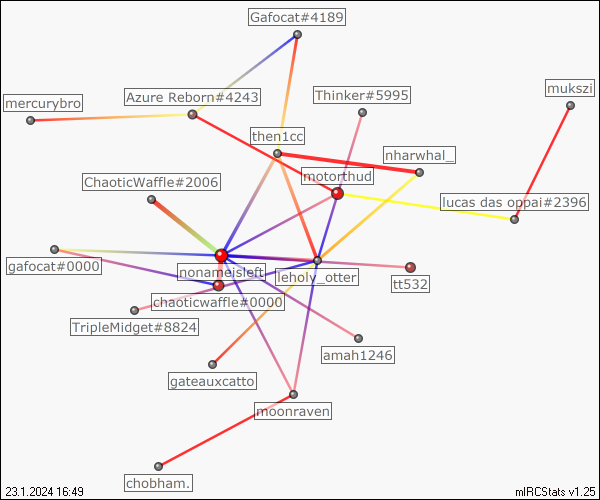 Gafocat#4189
mukszi
Thinker#5995
Azure Reborn#4243
mercurybro
then1cc
nharwhal_
motorthud
ChaoticWaffle#2006
lucas das oppai#2396
gafocat#0000
nonameisleft
leholy_otter
tt532
chaoticwaffle#0000
TripleMidget#8824
amah1246
gateauxcatto
moonraven
chobham.
23.1.2024 16:49
mIRCStats v1.25